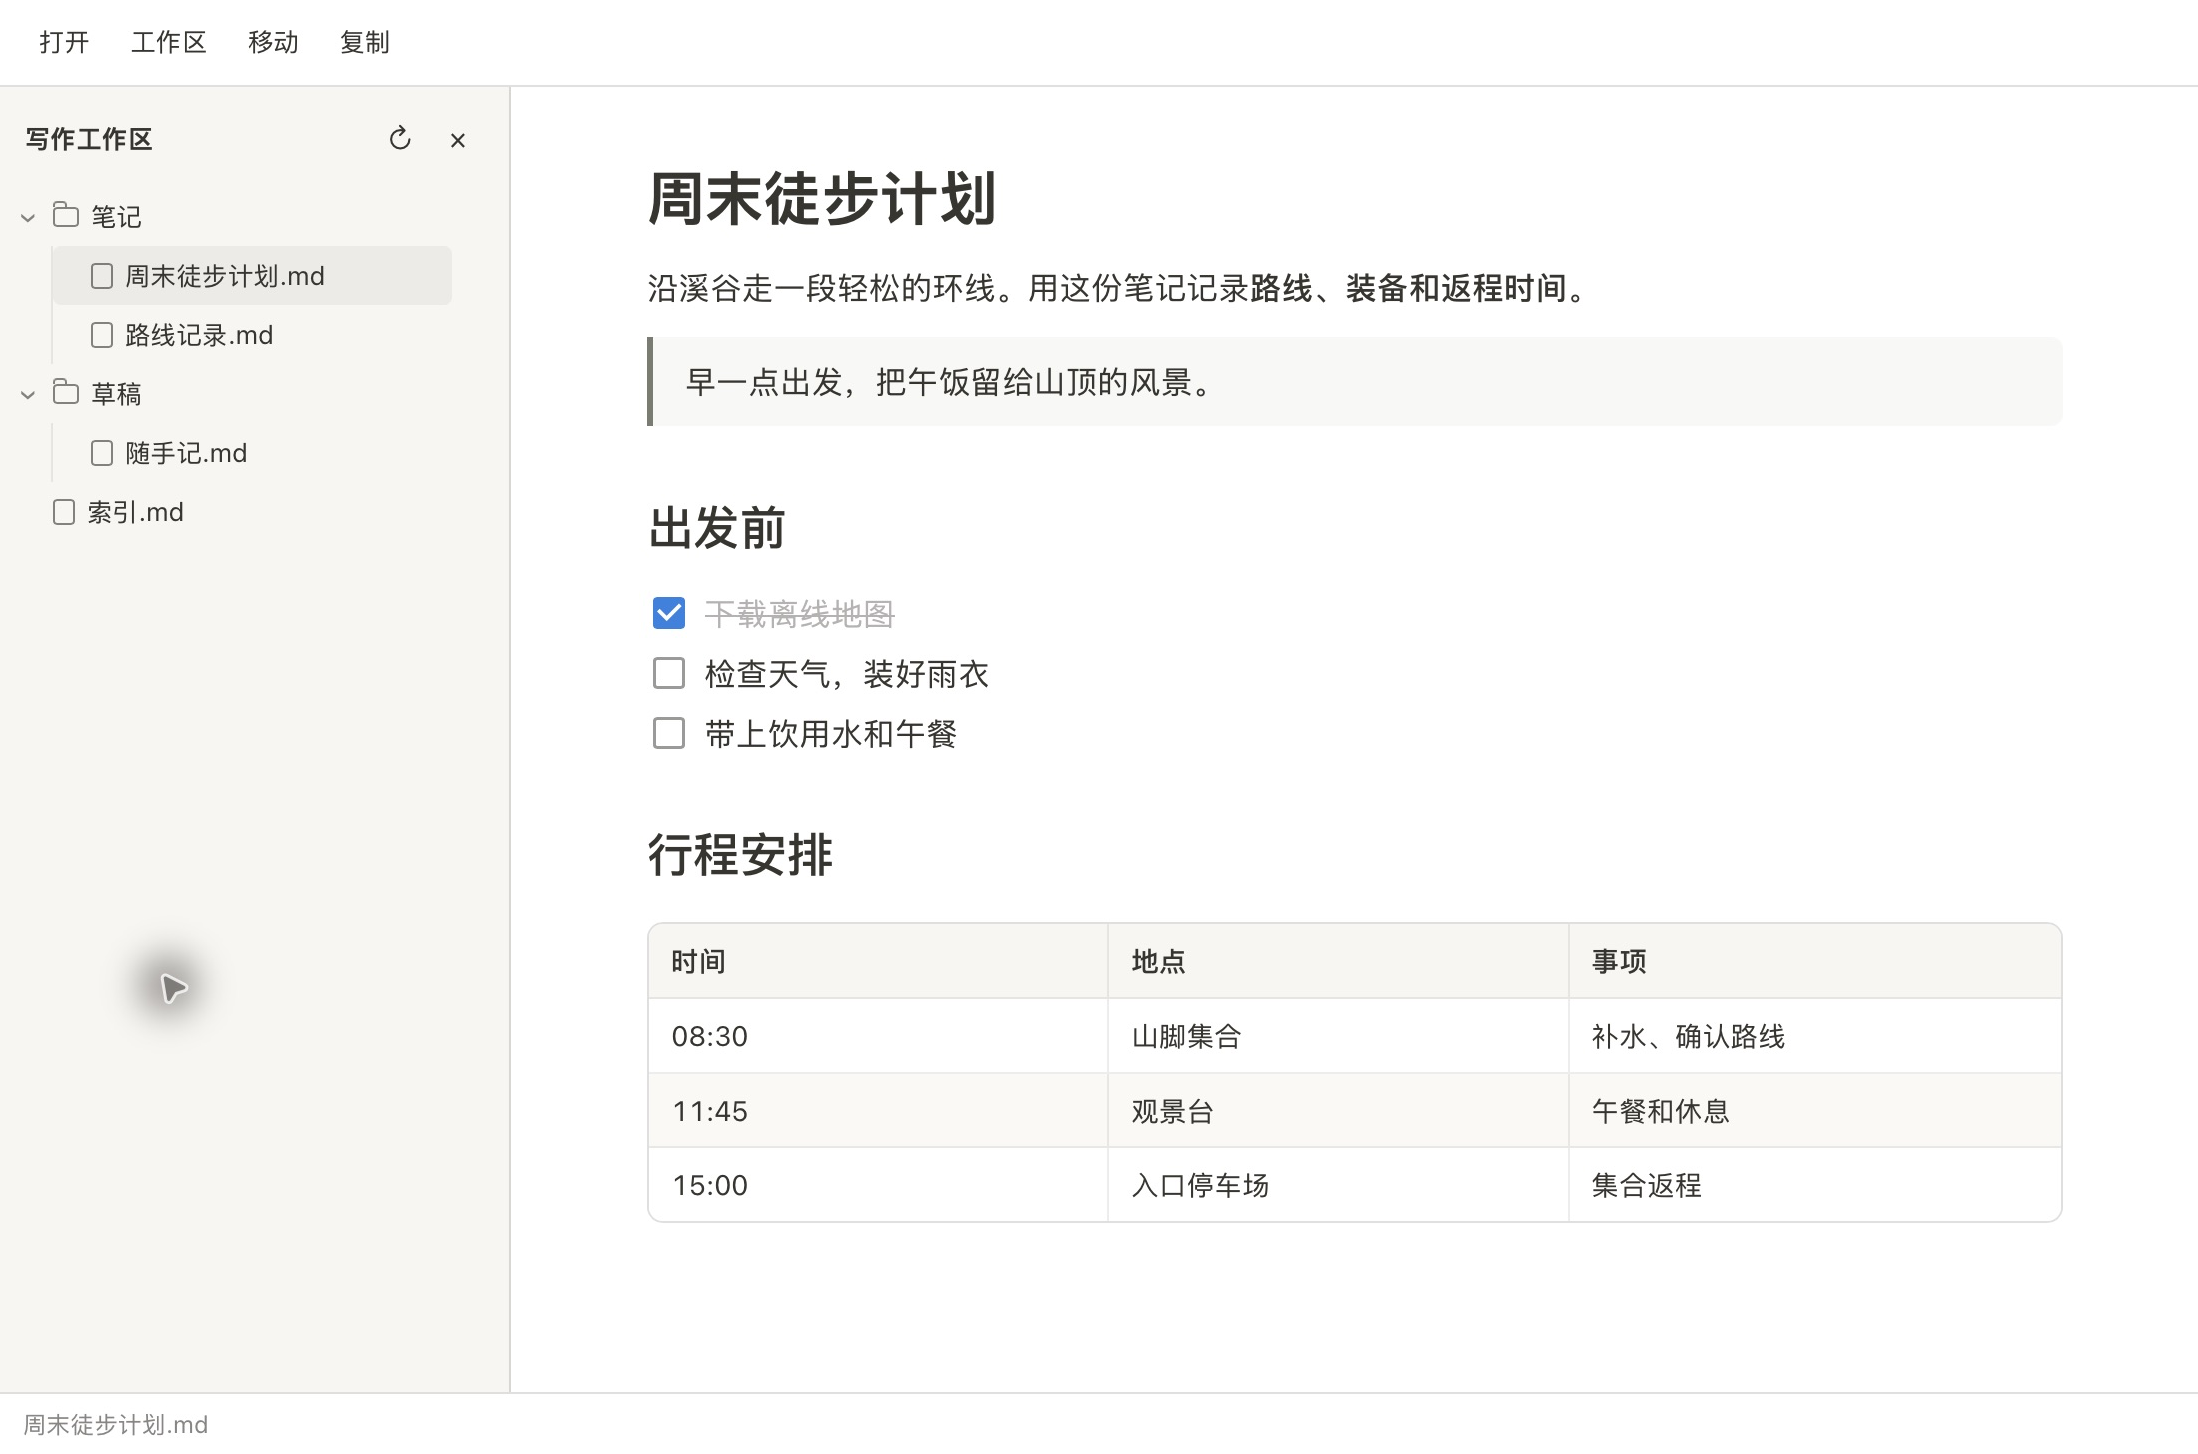 打开 工作区 移动 复制
写作工作区
笔记
周末徒步计划.md
路线记录.md
草稿
随手记.md
索引.md
周末徒步计划
沿溪谷走一段轻松的环线。用这份笔记记录路线、装备和返程时间。
早一点出发，把午饭留给山顶的风景。
出发前
下载离线地图
检查天气，装好雨衣
带上饮用水和午餐
行程安排
时间 地点 事项
08:30 山脚集合 补水、确认路线
11:45 观景台 午餐和休息
15:00 入口停车场 集合返程
周末徒步计划.md